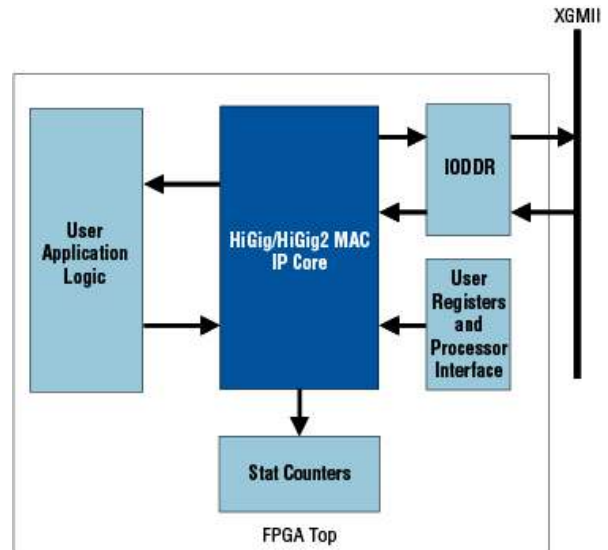 XGMII
IODDR
User
Application
Logic
HiGig/HiGig2 MAC
IP Core
User
Registers
and
Processor
Interface
Stat Counters
FPGA Top